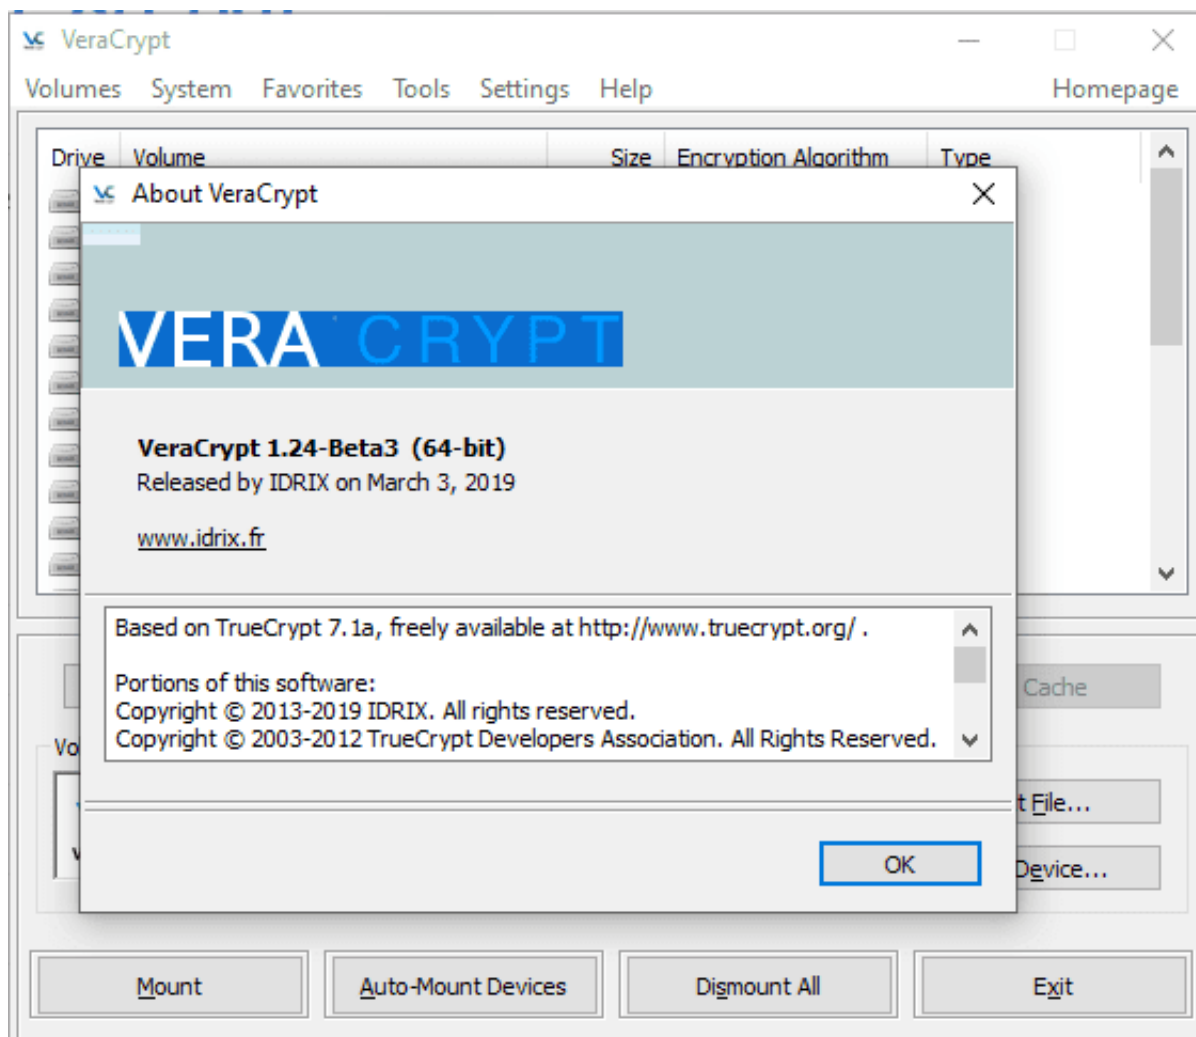 VeraCrypt
Volumes System Favorites Tools Settings Help Homepage
Drive Volume Size Encryption Algorithm Type
About VeraCrypt
VERA CRYPT
VeraCrypt 1.24-Beta3 (64-bit)
Released by IDRIX on March 3, 2019
www.idrix.fr
Based on TrueCrypt 7.1a, freely available at http://www.truecrypt.org/ .
Portions of this software:
Copyright © 2013-2019 IDRIX. All rights reserved.
Copyright © 2003-2012 TrueCrypt Developers Association. All Rights Reserved.
Cache
Vo
t File...
OK
Device...
Mount Auto-Mount Devices Dismount All Exit